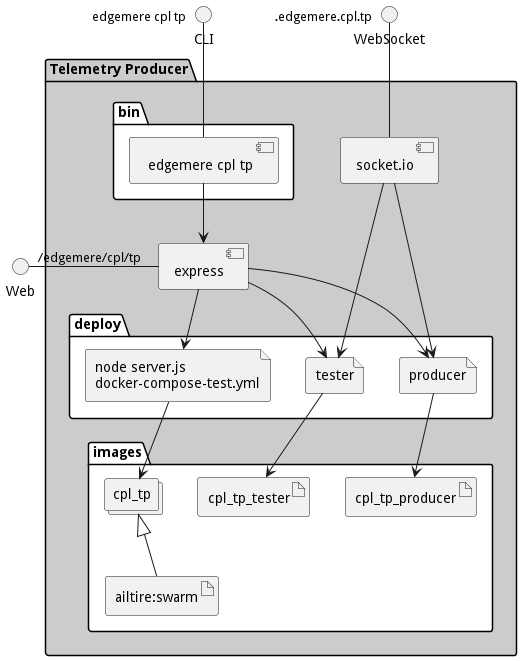 edgemere cpl tp
.edgemere.cpl.tp
CLI
WebSocket
Telemetry Producer
bin
edgemere cpl tp
socket.io
/edgemere/cpl/tp
express
Web
deploy
node server.js
docker-compose-test.yml
tester
producer
images
cpl_tp
cpl_tp_tester
cpl_tp_producer
ailtire:swarm